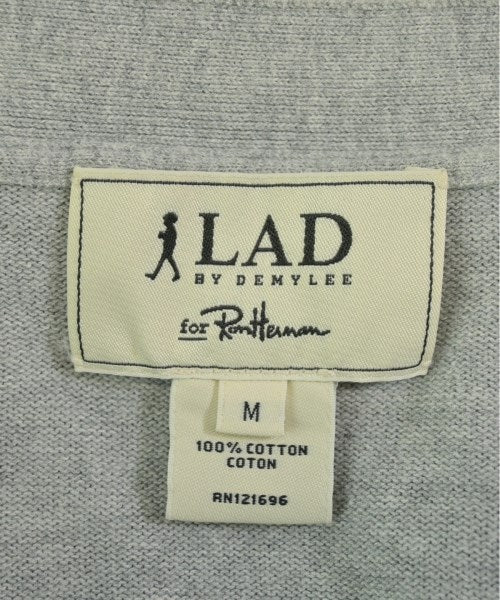 LAD
BY DEMYLEE
for Ron Herman
M
100% COTTON
COTON
RN121696